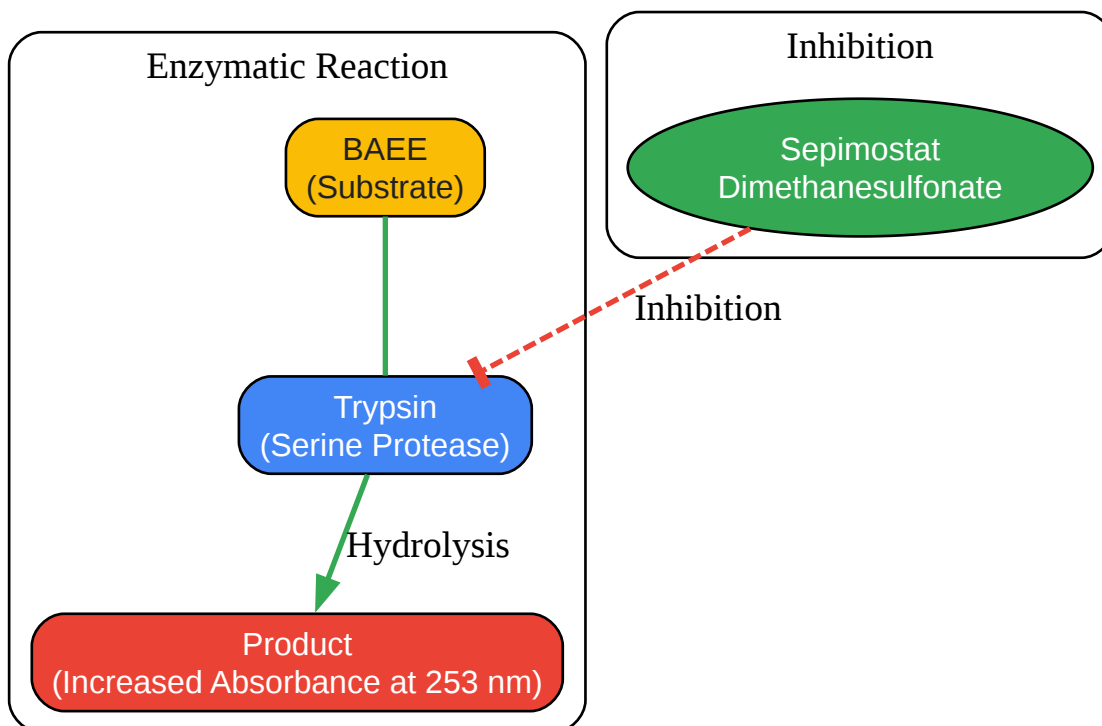 Enzymatic Reaction
BAEE
(Substrate)
Trypsin
(Serine Protease)
Hydrolysis
Product
(Increased Absorbance at 253 nm)
Inhibition
Sepimostat
Dimethanesulfonate
Inhibition